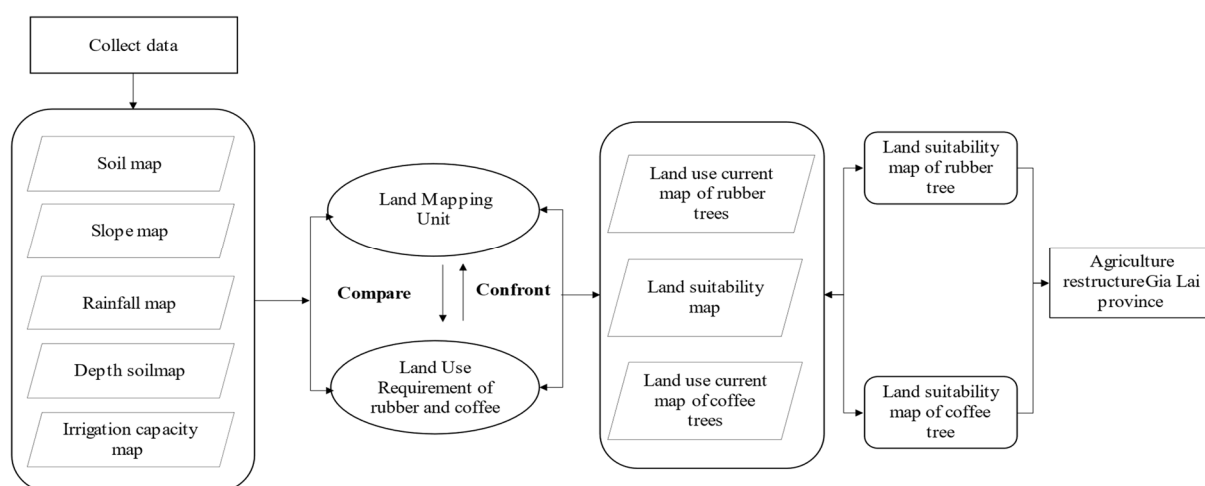 Collect data
Soil map
Slope map
Rainfall map
Depth soilmap
Irrigation capacity
map
Land Mapping
Unit
Compare
Confront
Land Use
Requirement of
rubber and coffee
Land use current
map of rubber
trees
Land suitability
map
Land use current
map of coffee
trees
Land suitability
map of rubber
tree
Land suitability
map of coffee
tree
Agriculture
restructureGia Lai
province